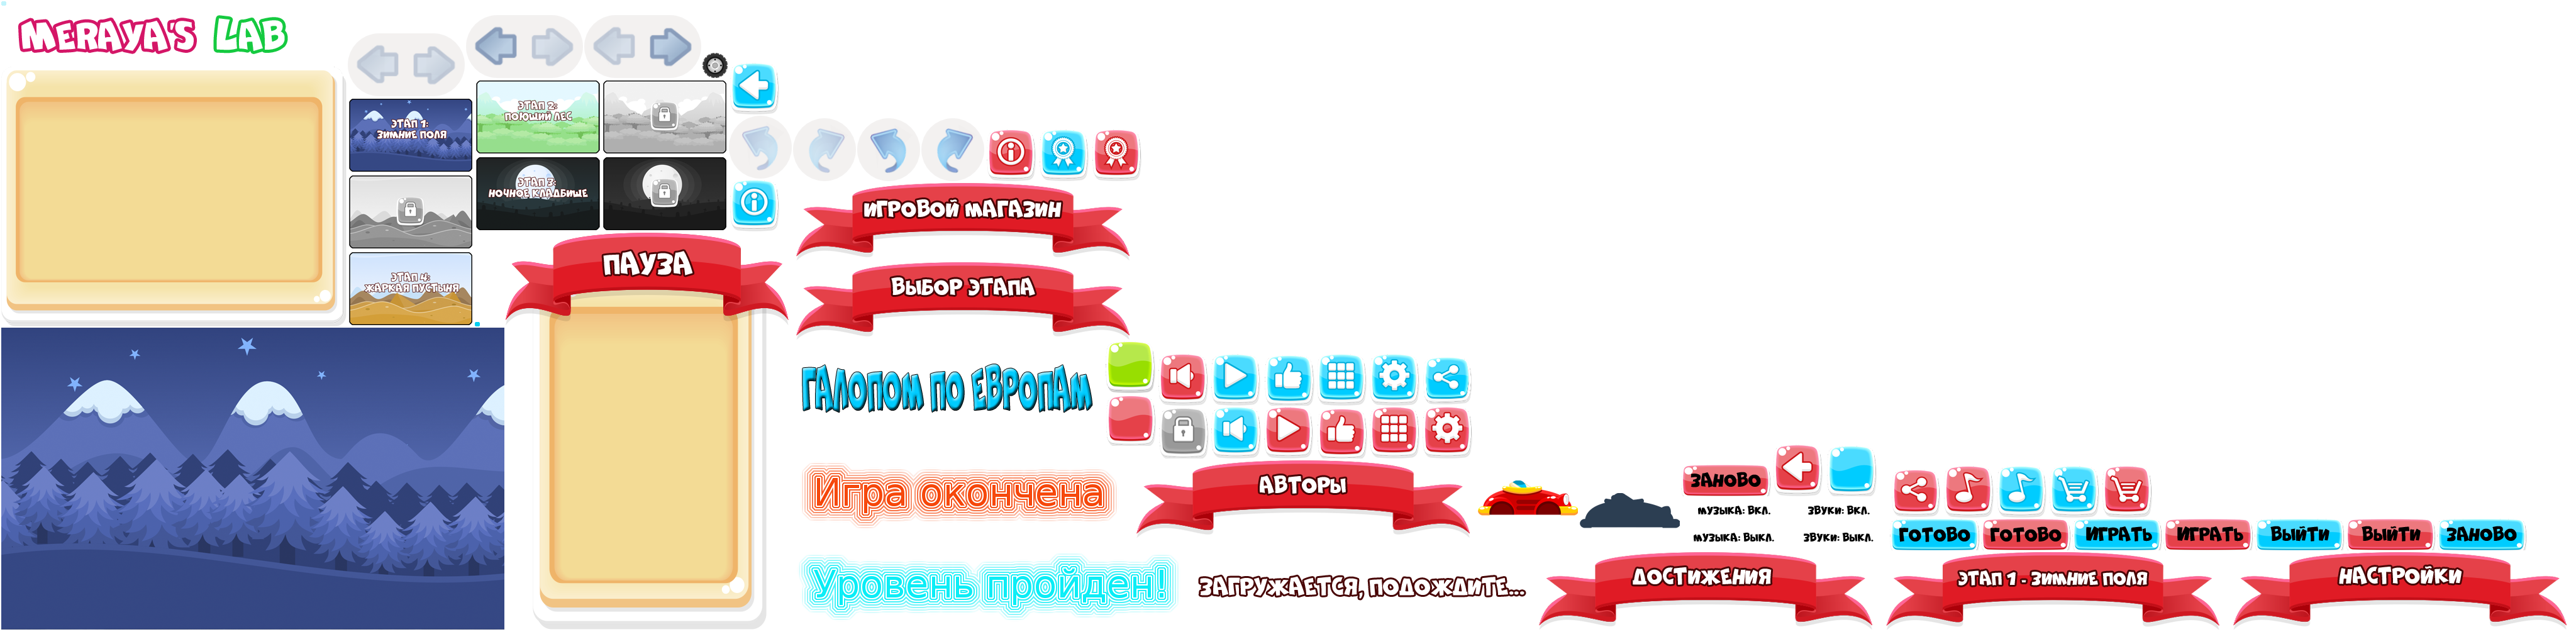 MERAYA'S LAB
ЭТАП 1:
ЗИМНИЕ ПОЛЯ
ЭТАП 2:
ПОЮЩИЙ ЛЕС
ЭТАП 3:
НОЧНОЕ КЛАДБИЩЕ
ЭТАП 4:
ЖАРКАЯ ПУСТЫНЯ
ПАУЗА
ИГРОВОЙ МАГАЗИН
ВЫБОР ЭТАПА
ГАЛОПОМ ПО ЕВРОПАМ
Игра окончена
Уровень пройден!
АВТОРЫ
ЗАГРУЖАЕТСЯ, ПОДОЖДИТЕ...
ЗАНОВО
МУЗЫКА: ВКЛ.
ЗВУКИ: ВКЛ.
МУЗЫКА: ВЫКЛ.
ЗВУКИ: ВЫКЛ.
ГОТОВО
ГОТОВО
ИГРАТЬ
ИГРАТЬ
ВЫЙТИ
ВЫЙТИ
ЗАНОВО
ДОСТИЖЕНИЯ
ЭТАП 1 - ЗИМНИЕ ПОЛЯ
НАСТРОЙКИ